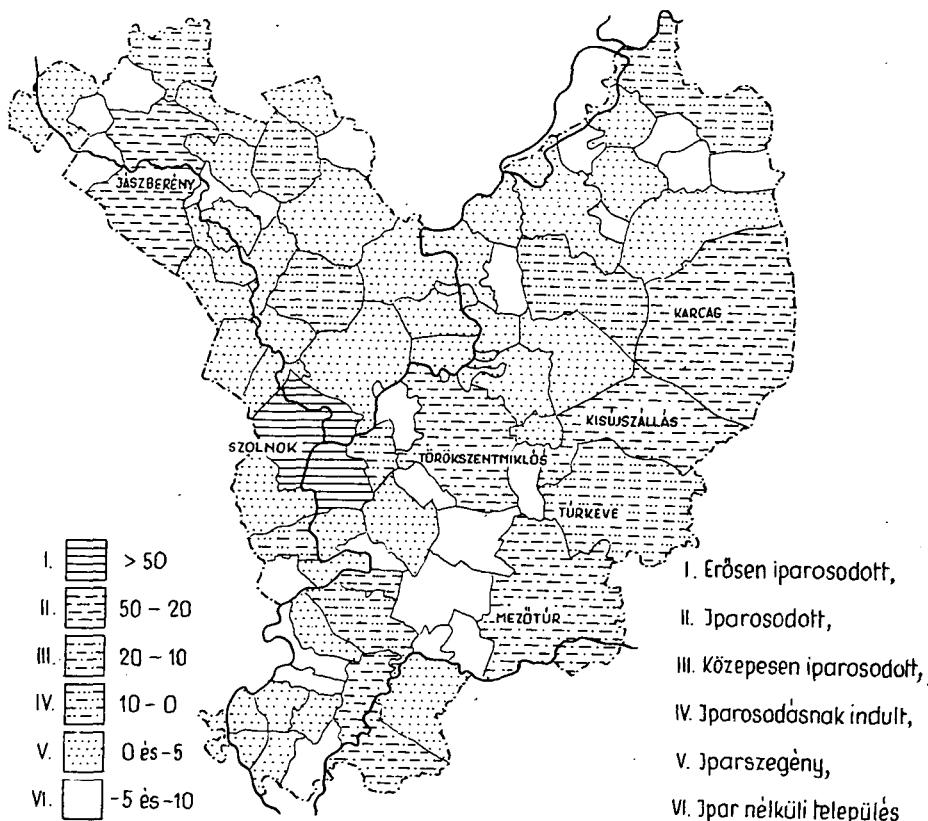 JÁSZBERÉNY
KARCAG
KISÚJSZÁLLÁS
SZOLNOK
TÖRÖKSZENTMIKLÓS
TÚRKEVE
MEZŐTÚR
I. > 50
II. 50 – 20
III. 20 – 10
IV. 10 – 0
V. 0 és –5
VI. –5 és –10
I. Erősen iparosodott,
II. Iparosodott,
III. Közepesen iparosodott,
IV. Iparosodásnak indult,
V. Iparszegény,
VI. Ipar nélküli település